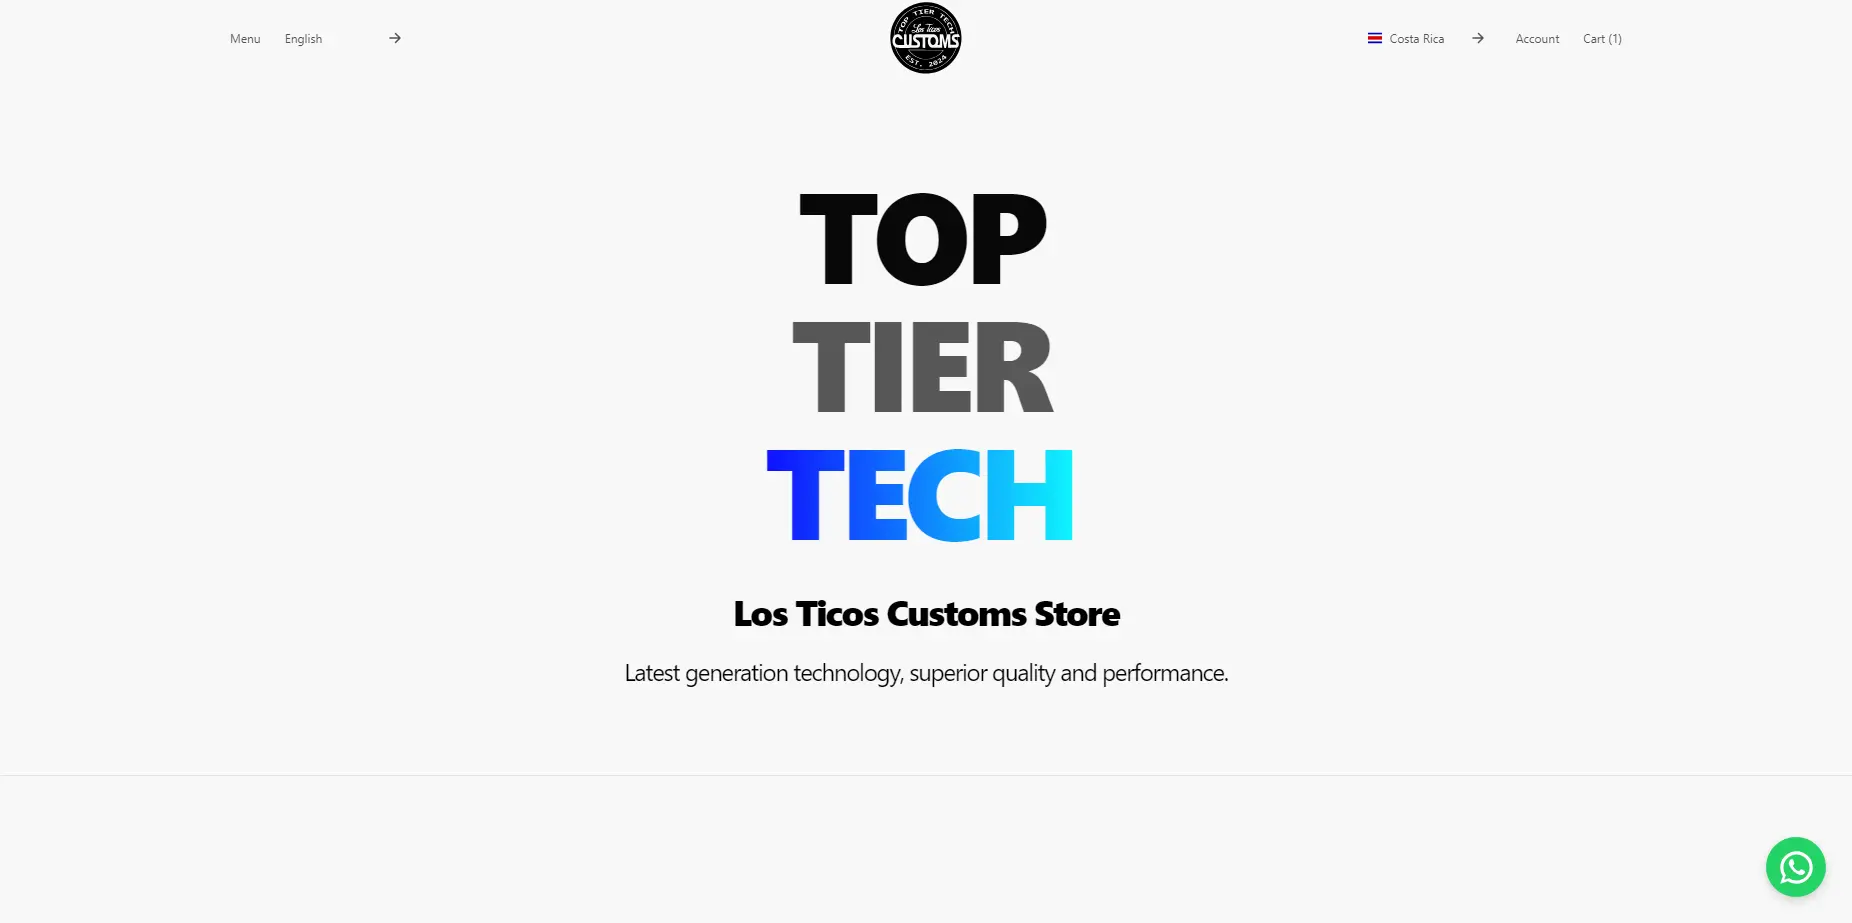 Menu English
TOP TIER TECH
Los Ticos
CUSTOMS
EST. 2024
Costa Rica Account Cart (1)
TOP
TIER
TECH
Los Ticos Customs Store
Latest generation technology, superior quality and performance.